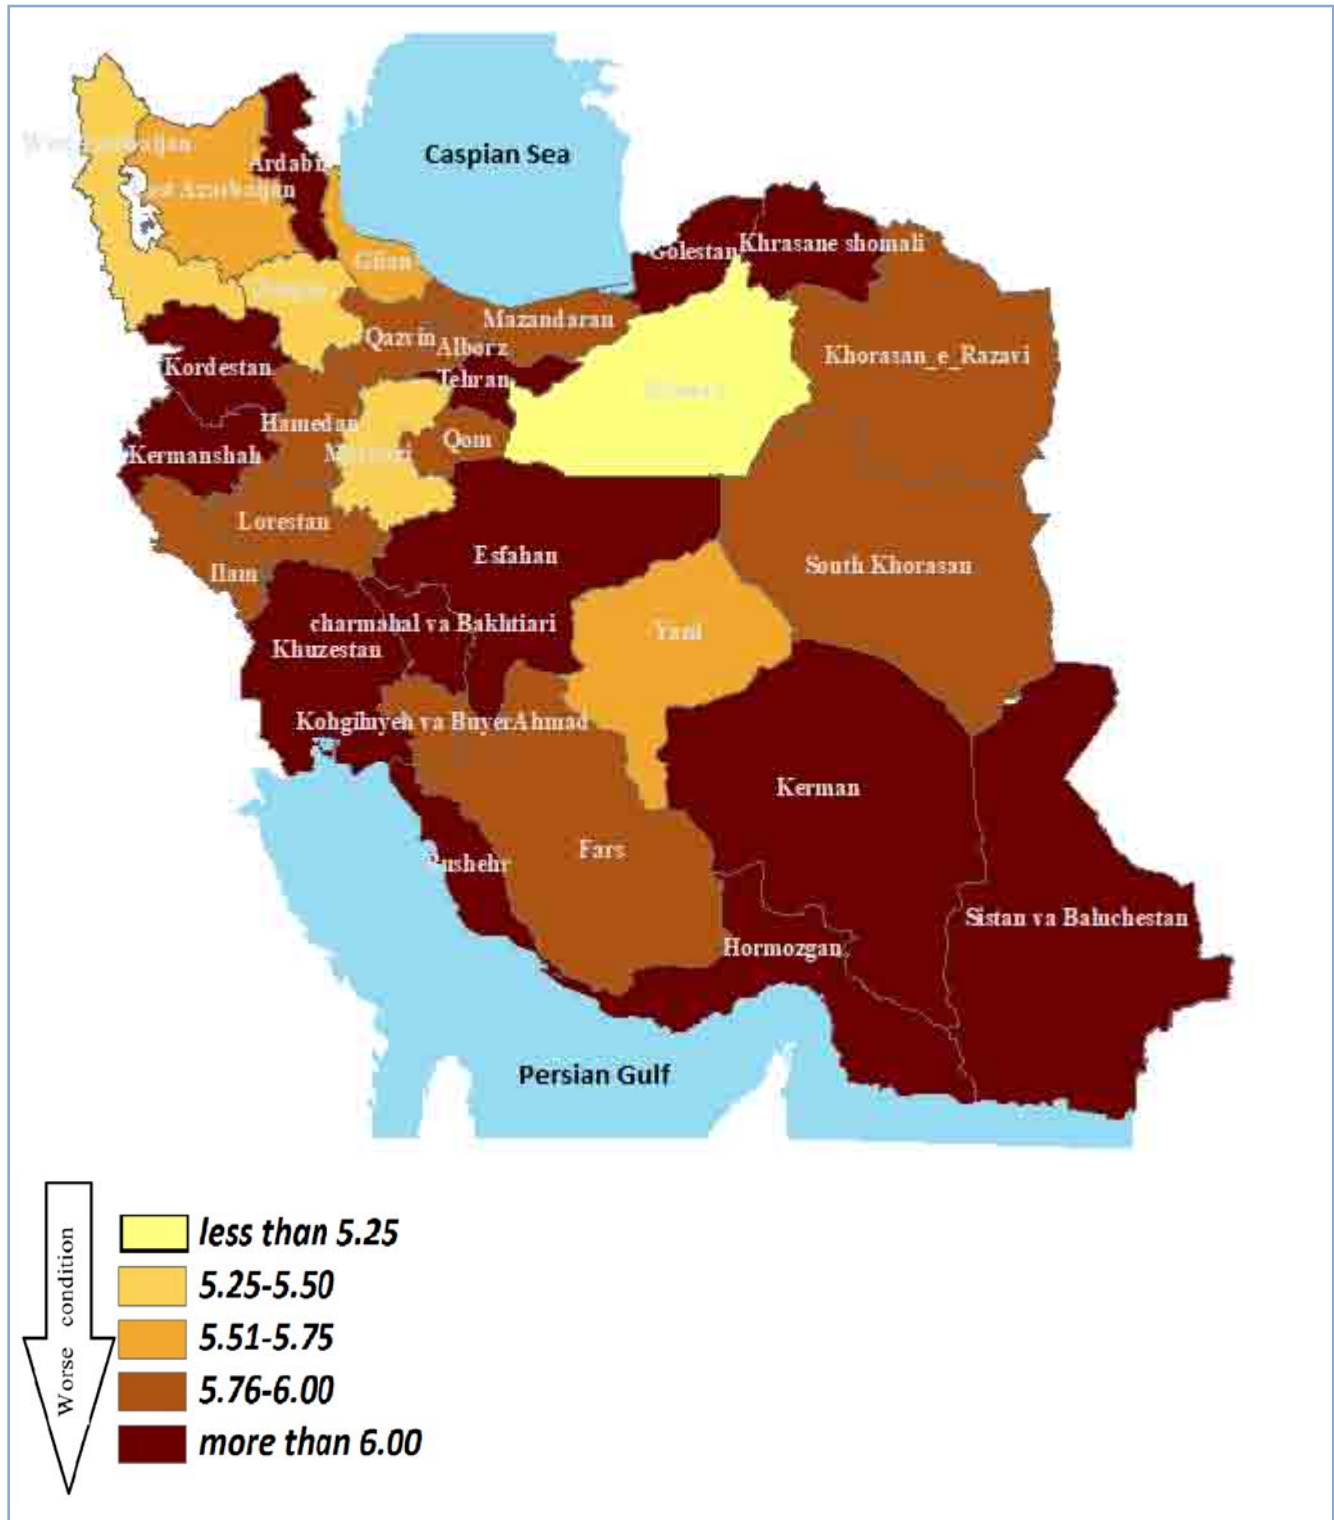 Caspian Sea
Ardabil
Golestan
Khrasane shomali
Gilan
Mazandaran
Qazvin
Alborz
Khorasan_e_Razavi
Kordestan
Tehran
Hamedan
Qom
Kermanshah
Lorestan
Esfahan
South Khorasan
Ilam
charmahal va Bakhtiari
Yazd
Khuzestan
Kohgiluyeh va BuyerAhmad
Kerman
Fars
Bushehr
Sistan va Baluchestan
Hormozgan
Persian Gulf
Worse condition
less than 5.25
5.25-5.50
5.51-5.75
5.76-6.00
more than 6.00